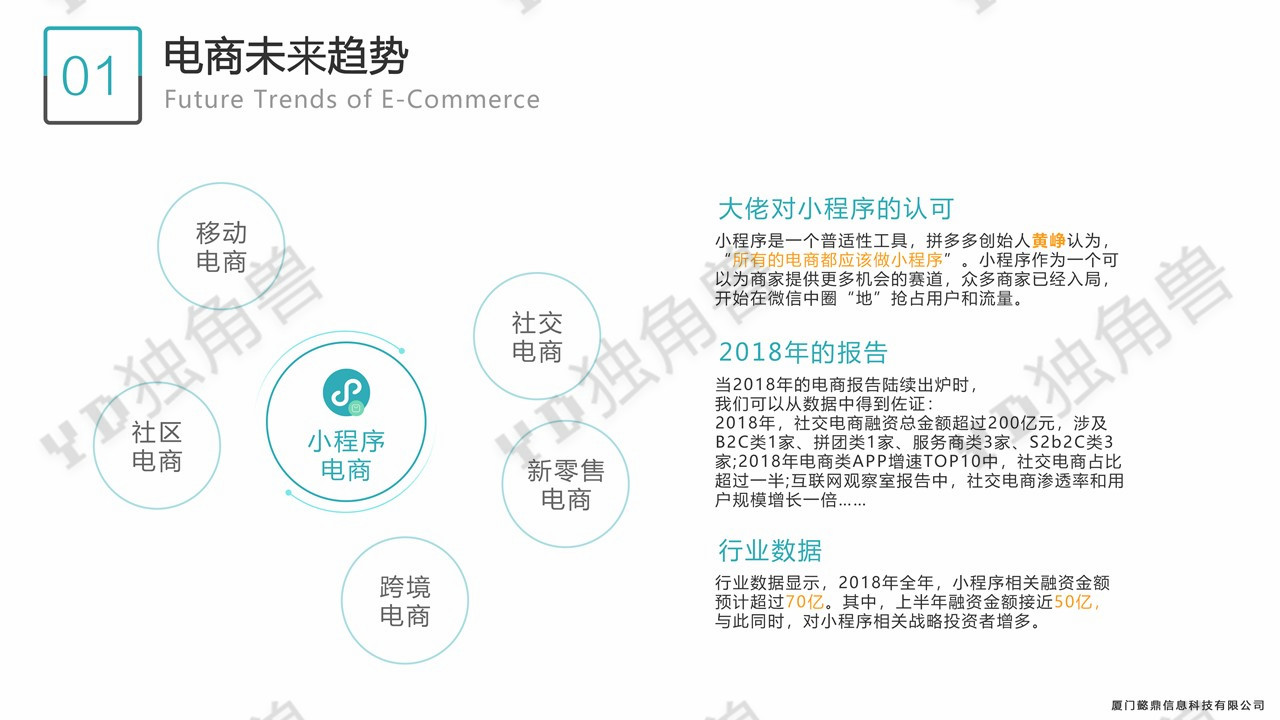 01
电商未来趋势
Future Trends of E-Commerce
移动
电商
社交
电商
小程序
电商
社区
电商
新零售
电商
跨境
电商
大佬对小程序的认可
小程序是一个普适性工具，拼多多创始人黄峥认为，
“所有的电商都应该做小程序”。小程序作为一个可
以为商家提供更多机会的赛道，众多商家已经入局，
开始在微信中圈“地”抢占用户和流量。
2018年的报告
当2018年的电商报告陆续出炉时，
我们可以从数据中得到佐证：
2018年，社交电商融资总金额超过200亿元，涉及
B2C类1家、拼团类1家、服务商类3家、S2b2C类3
家;2018年电商类APP增速TOP10中，社交电商占比
超过一半;互联网观察室报告中，社交电商渗透率和用
户规模增长一倍……
行业数据
行业数据显示，2018年全年，小程序相关融资金额
预计超过70亿。其中，上半年融资金额接近50亿，
与此同时，对小程序相关战略投资者增多。
YD独角兽
YD独角兽
YD独角兽
厦门懿鼎信息科技有限公司